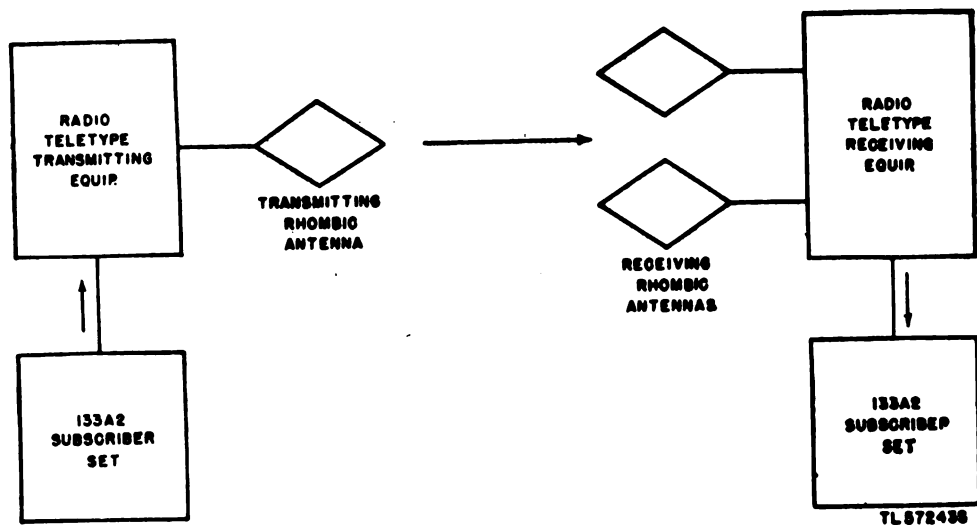 RADIO
TELETYPE
TRANSMITTING
EQUIP.
TRANSMITTING
RHOMBIC
ANTENNA
133A2
SUBSCRIBER
SET
RECEIVING
RHOMBIC
ANTENNAS
RADIO
TELETYPE
RECEIVING
EQUIP.
133A2
SUBSCRIBER
SET
TL 572438